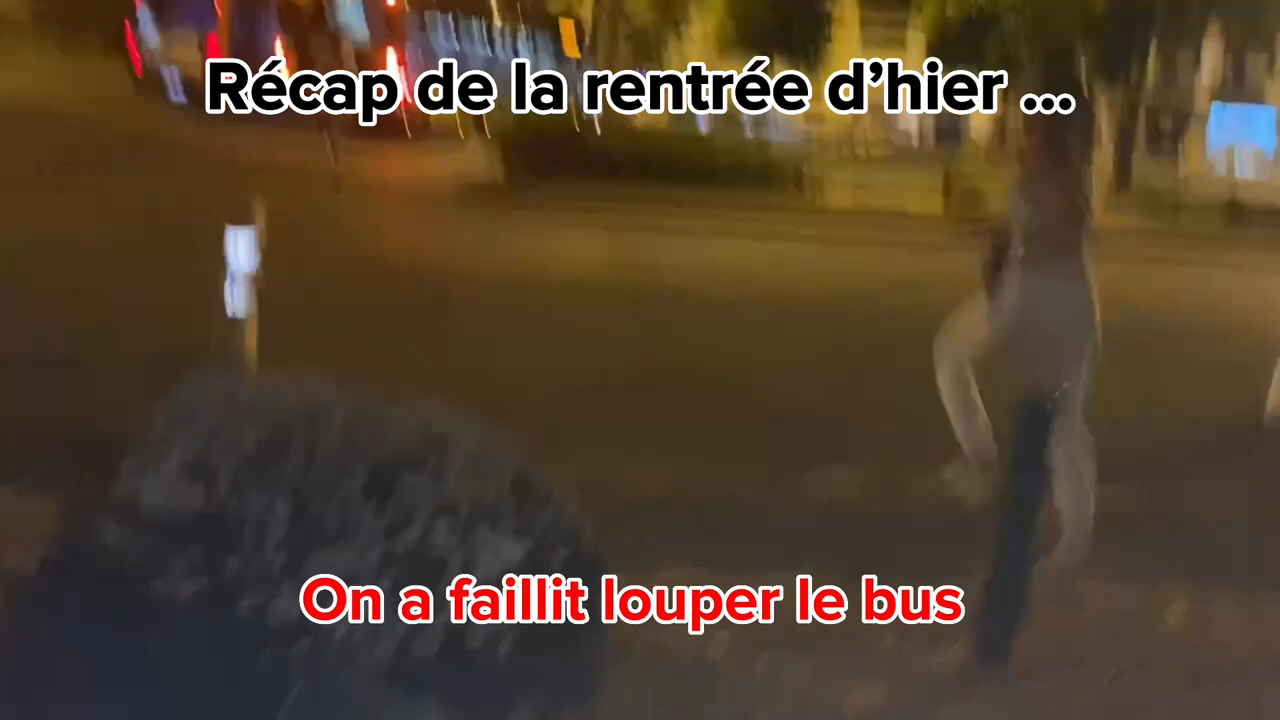 Récap de la rentrée d’hier ...
On a faillit louper le bus